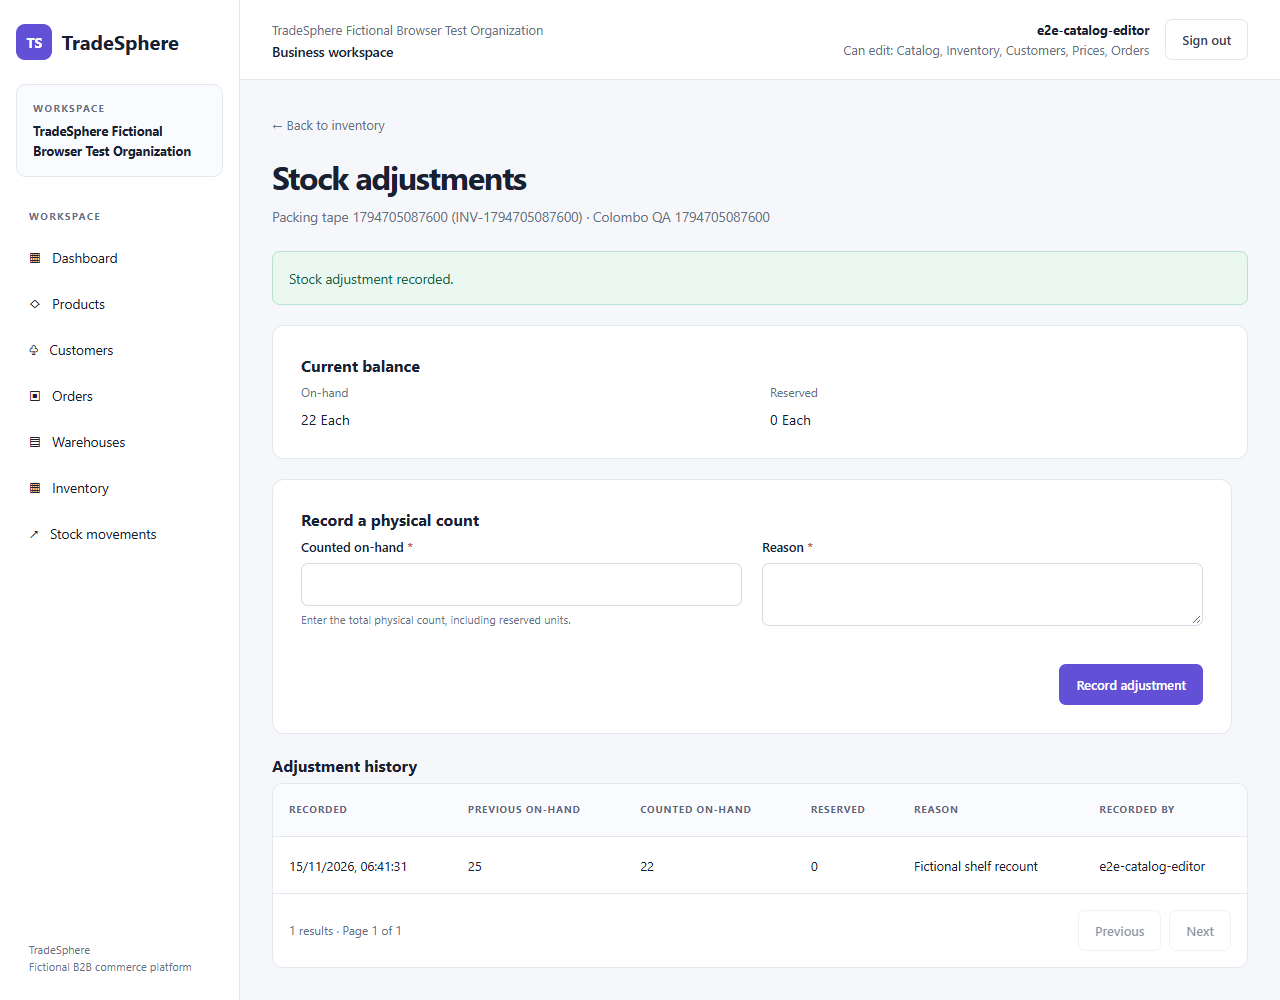 TS TradeSphere
WORKSPACE
TradeSphere Fictional
Browser Test Organization
WORKSPACE
Dashboard
Products
Customers
Orders
Warehouses
Inventory
Stock movements
TradeSphere
Fictional B2B commerce platform
TradeSphere Fictional Browser Test Organization
Business workspace
e2e-catalog-editor
Can edit: Catalog, Inventory, Customers, Prices, Orders
Sign out
← Back to inventory
Stock adjustments
Packing tape 1794705087600 (INV-1794705087600) · Colombo QA 1794705087600
Stock adjustment recorded.
Current balance
On-hand Reserved
22 Each 0 Each
Record a physical count
Counted on-hand * Reason *
Enter the total physical count, including reserved units.
Record adjustment
Adjustment history
RECORDED PREVIOUS ON-HAND COUNTED ON-HAND RESERVED REASON RECORDED BY
15/11/2026, 06:41:31 25 22 0 Fictional shelf recount e2e-catalog-editor
1 results · Page 1 of 1 Previous Next